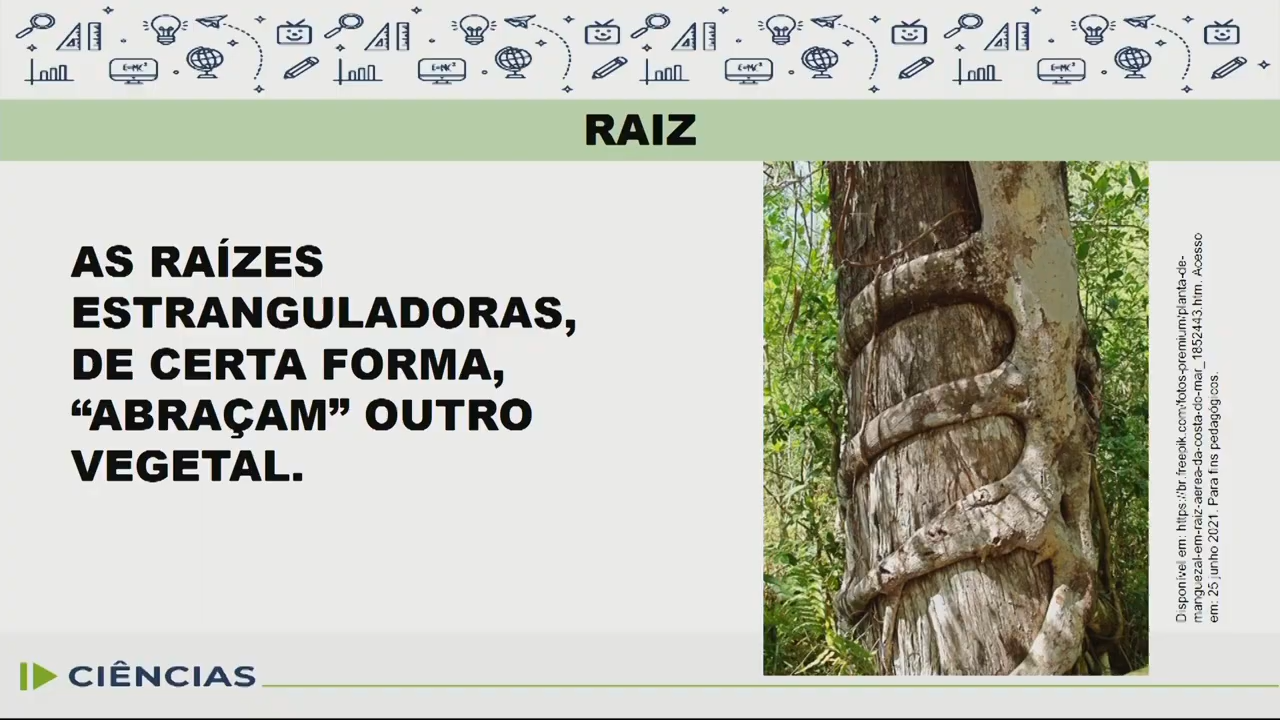 RAIZ
AS RAÍZES
ESTRANGULADORAS,
DE CERTA FORMA,
“ABRAÇAM” OUTRO
VEGETAL.
Disponível em: https://br.freepik.com/fotos-premium/planta-de-
manguezal-em-raiz-aerea-da-costa-do-mar_1852443.htm. Acesso
em: 25 junho 2021. Para fins pedagógicos.
CIÊNCIAS